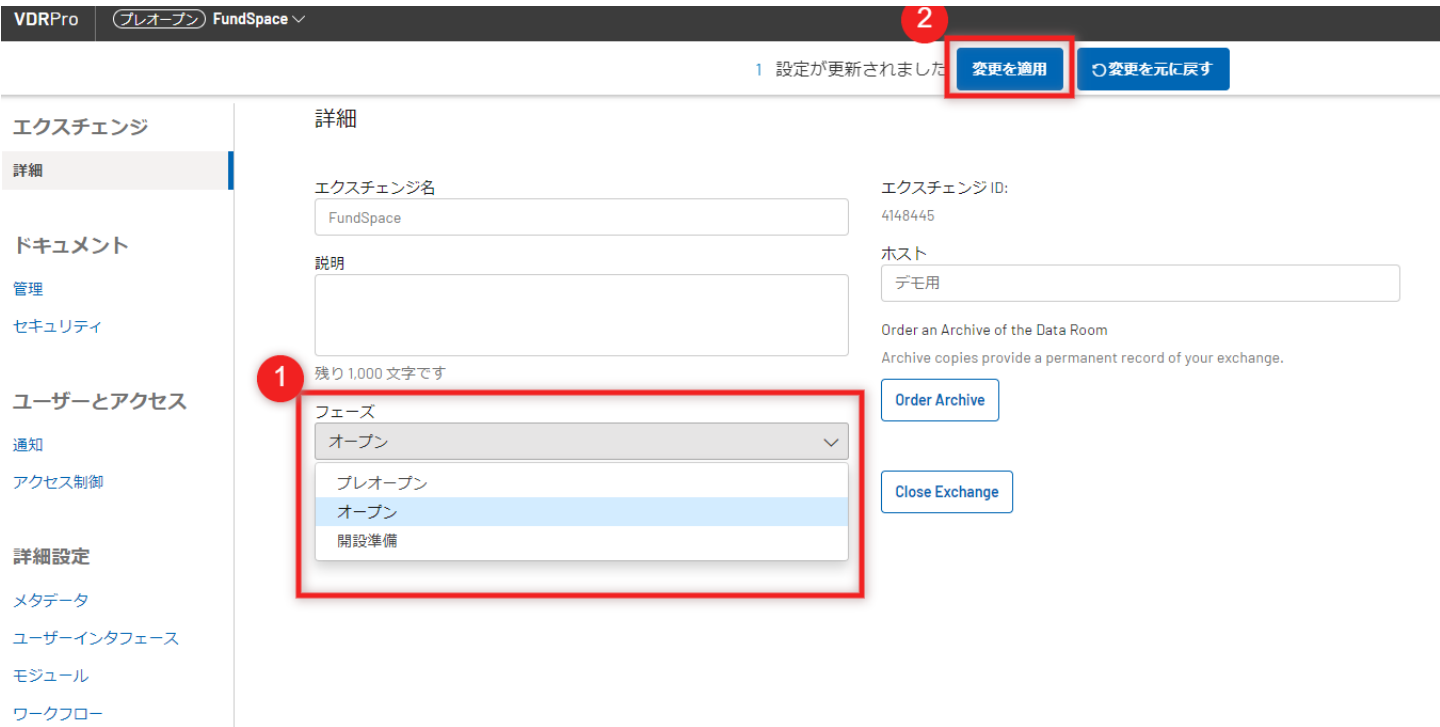 VDRPro プレオープン FundSpace
2
1 設定が更新されました 変更を適用 変更を元に戻す
エクスチェンジ
詳細
ドキュメント
管理
セキュリティ
ユーザーとアクセス
通知
アクセス制御
詳細設定
メタデータ
ユーザーインタフェース
モジュール
ワークフロー
詳細
エクスチェンジ名
FundSpace
説明
残り 1,000 文字です
1
フェーズ
オープン
プレオープン
オープン
開設準備
エクスチェンジ ID:
4148445
ホスト
デモ用
Order an Archive of the Data Room
Archive copies provide a permanent record of your exchange.
Order Archive
Close Exchange